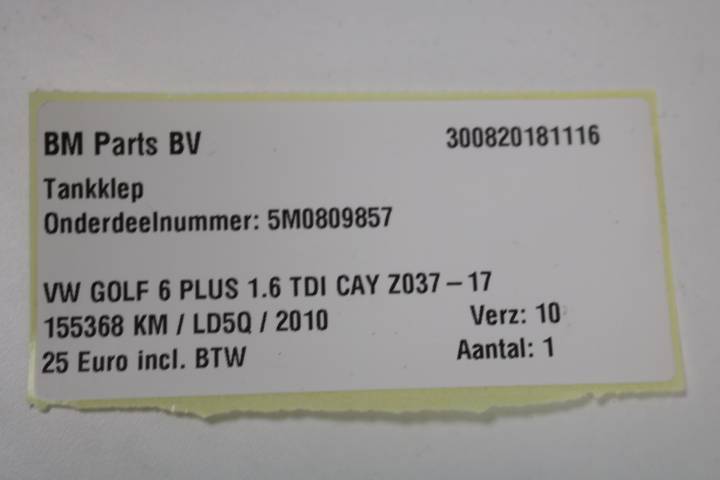 BM Parts BV 300820181116
Tankklep
Onderdeelnummer: 5M0809857
VW GOLF 6 PLUS 1.6 TDI CAY Z037 – 17
155368 KM / LD5Q / 2010 Verz: 10
25 Euro incl. BTW Aantal: 1